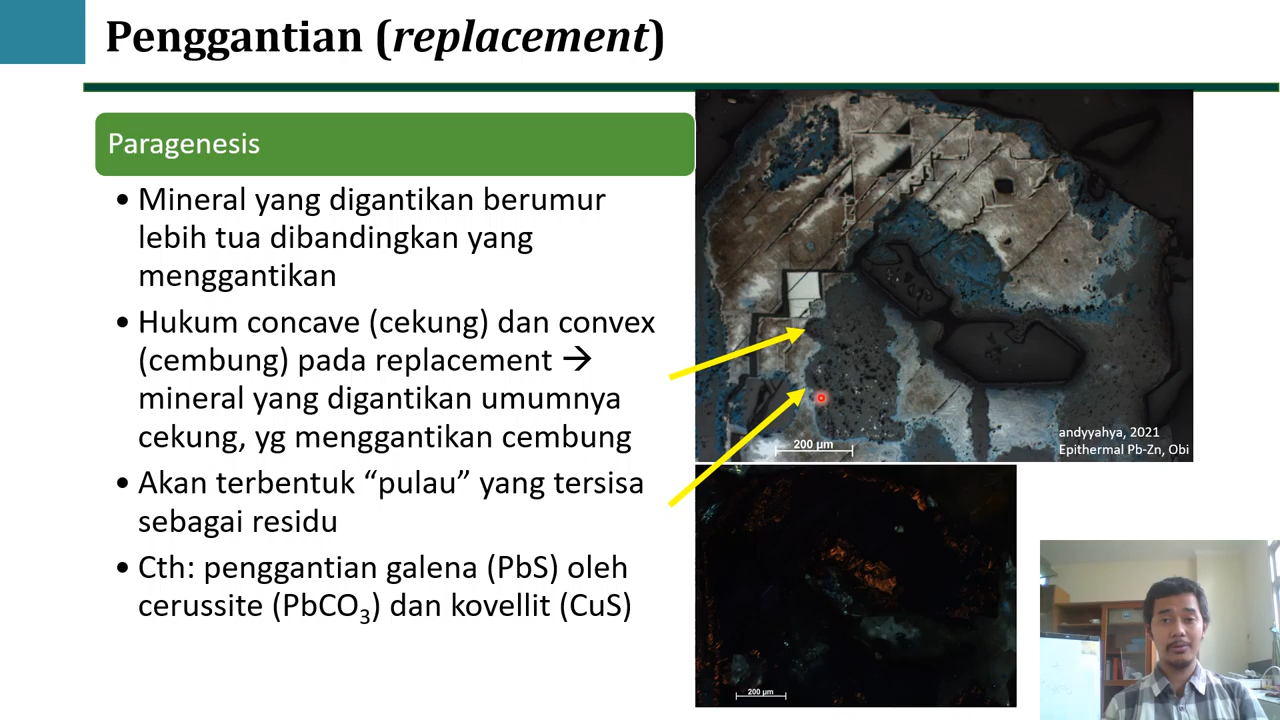 Penggantian (replacement)
Paragenesis
• Mineral yang digantikan berumur
lebih tua dibandingkan yang
menggantikan
• Hukum concave (cekung) dan convex
(cembung) pada replacement →
mineral yang digantikan umumnya
cekung, yg menggantikan cembung
• Akan terbentuk “pulau” yang tersisa
sebagai residu
• Cth: penggantian galena (PbS) oleh
cerussite (PbCO₃) dan kovellit (CuS)
200 µm
andyyahya, 2021
Epithermal Pb-Zn, Obi
200 µm